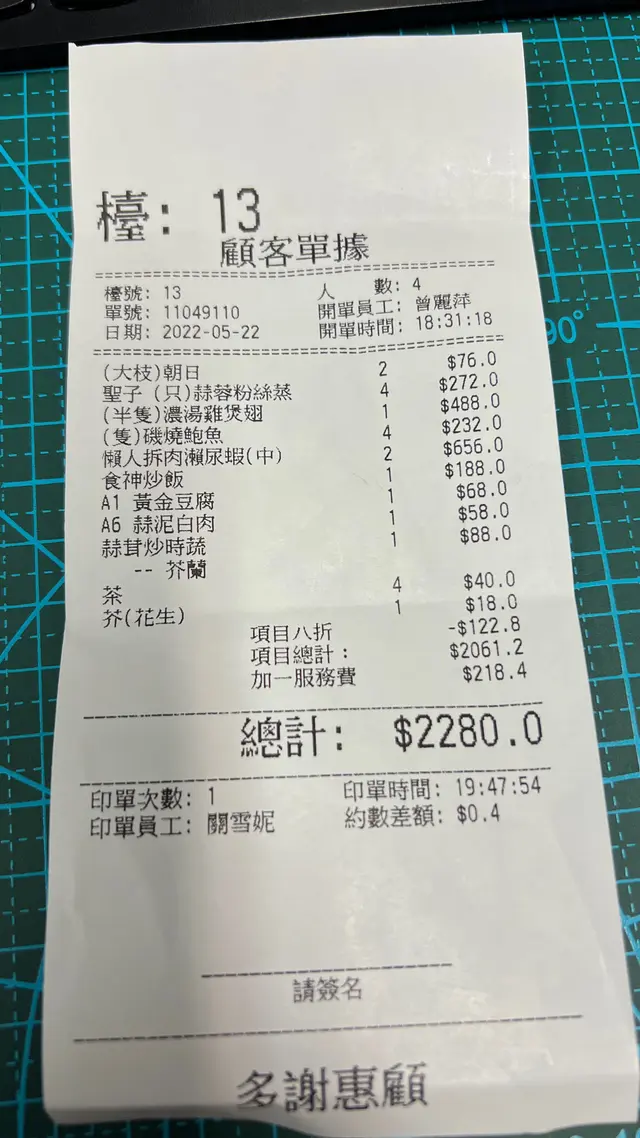 檯: 13
顧客單據
檯號: 13 人 數: 4
單號: 11049110 開單員工: 曾麗萍
日期: 2022-05-22 開單時間: 18:31:18
(大枝)朝日 2 $76.0
聖子 (只)蒜蓉粉絲蒸 4 $272.0
(半隻)濃湯雞煲翅 1 $488.0
(隻)磯燒鮑魚 4 $232.0
懶人拆肉瀨尿蝦(中) 2 $656.0
食神炒飯 1 $188.0
A1 黃金豆腐 1 $68.0
A6 蒜泥白肉 1 $58.0
蒜茸炒時蔬 1 $88.0
-- 芥蘭
茶 4 $40.0
芥(花生) 1 $18.0
項目八折 -$122.8
項目總計: $2061.2
加一服務費 $218.4
總計: $2280.0
印單次數: 1 印單時間: 19:47:54
印單員工: 關雪妮 約數差額: $0.4
請簽名
多謝惠顧